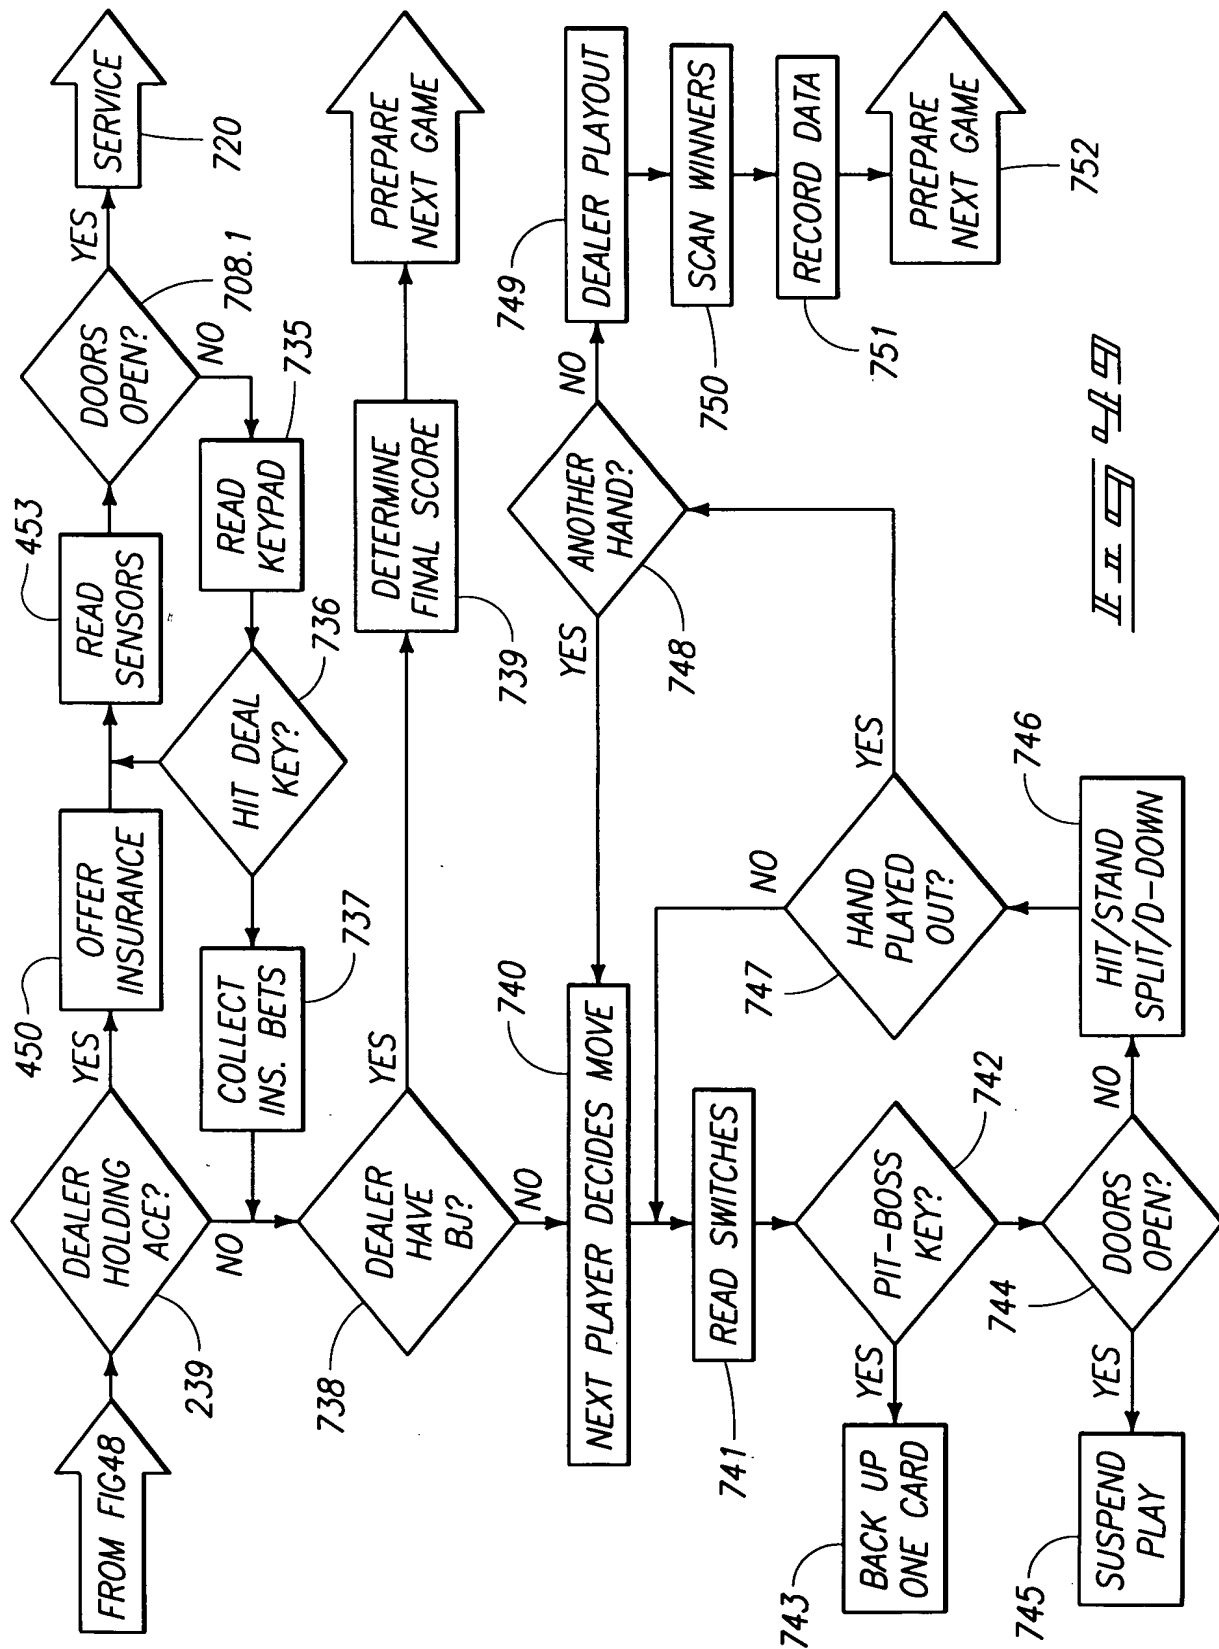 FROM FIG48
DEALER
HOLDING
ACE?
239
YES
NO
OFFER
INSURANCE
450
READ
SENSORS
453
DOORS
OPEN?
708.1
YES
NO
SERVICE
720
READ
KEYPAD
735
HIT DEAL
KEY?
736
COLLECT
INS. BETS
737
DEALER
HAVE
BJ?
738
YES
NO
DETERMINE
FINAL SCORE
739
PREPARE
NEXT GAME
NEXT PLAYER DECIDES MOVE
740
READ SWITCHES
741
PIT-BOSS
KEY?
742
YES
BACK UP
ONE CARD
743
DOORS
OPEN?
744
YES
NO
SUSPEND
PLAY
745
HIT/STAND
SPLIT/D-DOWN
746
HAND
PLAYED
OUT?
747
NO
YES
ANOTHER
HAND?
748
YES
NO
DEALER PLAYOUT
749
SCAN WINNERS
750
RECORD DATA
751
PREPARE
NEXT GAME
752
Fig 49